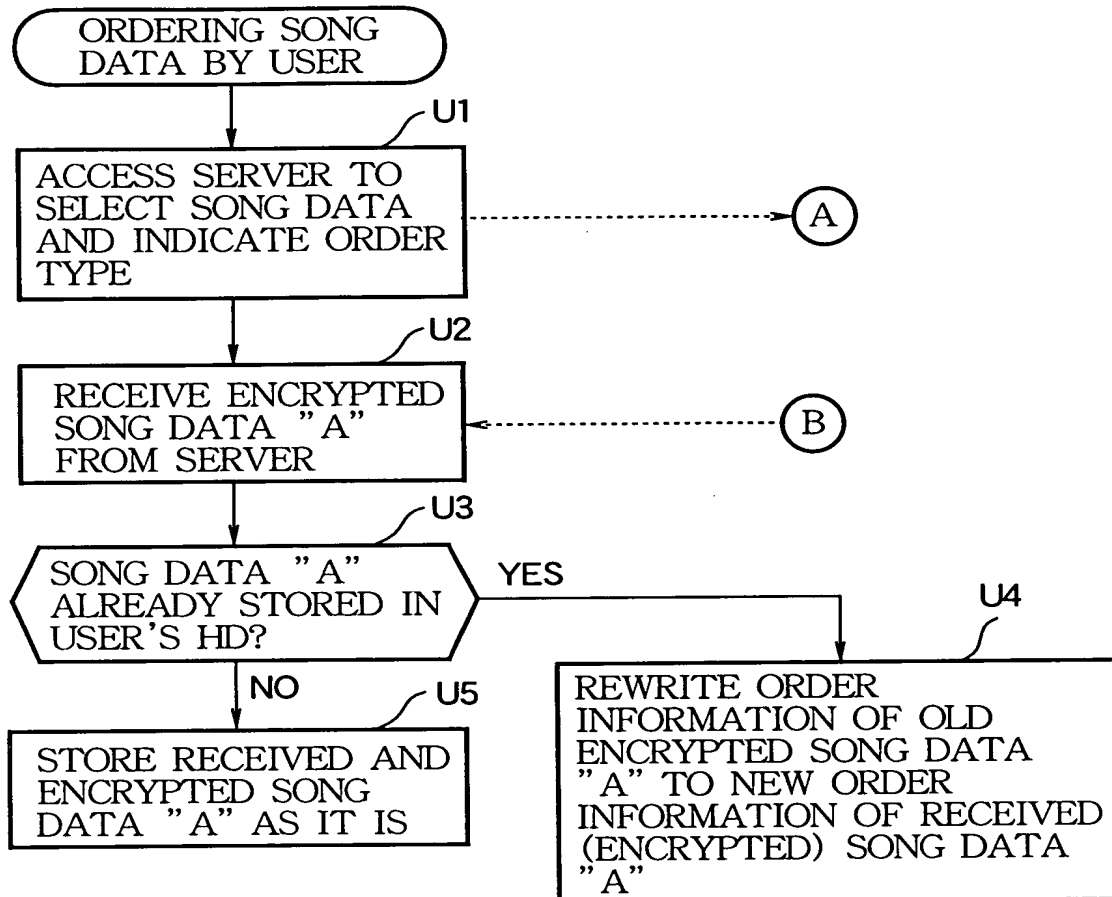 ORDERING SONG
DATA BY USER
U1
ACCESS SERVER TO
SELECT SONG DATA
AND INDICATE ORDER
TYPE
A
U2
RECEIVE ENCRYPTED
SONG DATA "A"
FROM SERVER
B
U3
SONG DATA "A"
ALREADY STORED IN
USER'S HD?
YES
NO
U4
REWRITE ORDER
INFORMATION OF OLD
ENCRYPTED SONG DATA
"A" TO NEW ORDER
INFORMATION OF RECEIVED
(ENCRYPTED) SONG DATA
"A"
U5
STORE RECEIVED AND
ENCRYPTED SONG
DATA "A" AS IT IS